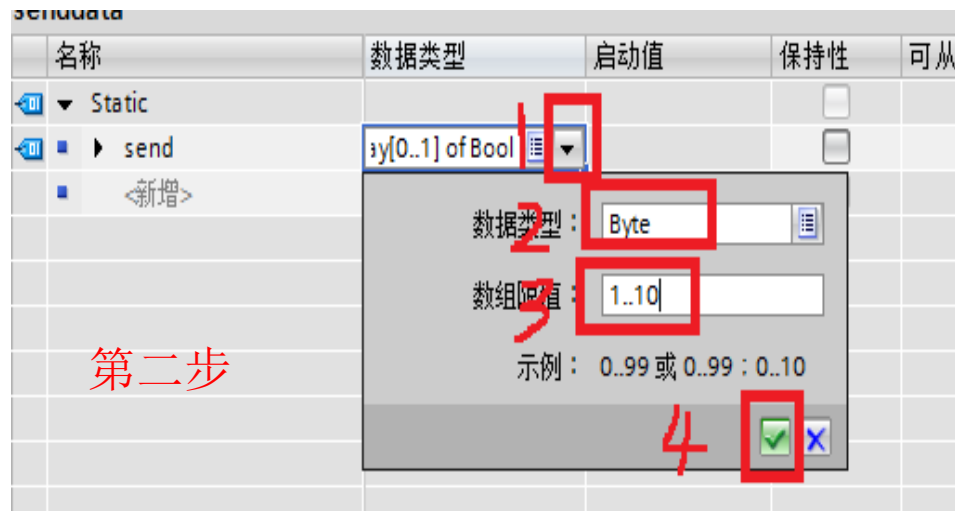 senddata
名称 数据类型 启动值 保持性 可从
Static
1
send ay[0..1] of Bool
<新增>
2 数据类型： Byte
3 数组限值： 1..10
第二步
示例： 0..99 或 0..99；0..10
4